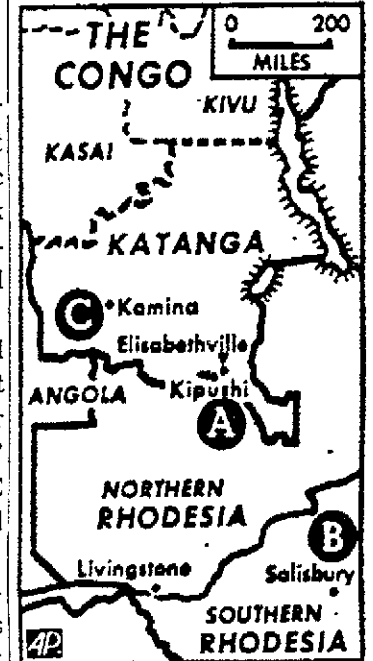 THE
CONGO
0 200
MILES
KIVU
KASAI
KATANGA
C
Kamina
Elisabethville
ANGOLA
Kipushi
A
NORTHERN
RHODESIA
B
Livingstone
Salisbury
SOUTHERN
RHODESIA
AP